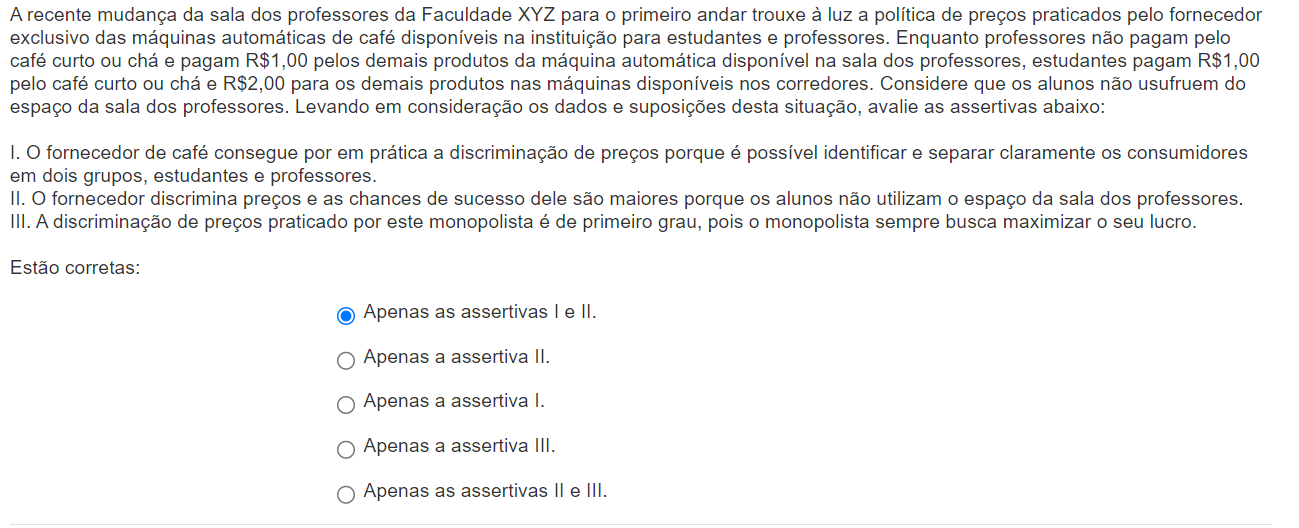 A recente mudança da sala dos professores da Faculdade XYZ para o primeiro andar trouxe à luz a política de preços praticados pelo fornecedor
exclusivo das máquinas automáticas de café disponíveis na instituição para estudantes e professores. Enquanto professores não pagam pelo
café curto ou chá e pagam R$1,00 pelos demais produtos da máquina automática disponível na sala dos professores, estudantes pagam R$1,00
pelo café curto ou chá e R$2,00 para os demais produtos nas máquinas disponíveis nos corredores. Considere que os alunos não usufruem do
espaço da sala dos professores. Levando em consideração os dados e suposições desta situação, avalie as assertivas abaixo:
I. O fornecedor de café consegue por em prática a discriminação de preços porque é possível identificar e separar claramente os consumidores
em dois grupos, estudantes e professores.
II. O fornecedor discrimina preços e as chances de sucesso dele são maiores porque os alunos não utilizam o espaço da sala dos professores.
III. A discriminação de preços praticado por este monopolista é de primeiro grau, pois o monopolista sempre busca maximizar o seu lucro.
Estão corretas:
Apenas as assertivas I e II.
Apenas a assertiva II.
Apenas a assertiva I.
Apenas a assertiva III.
Apenas as assertivas II e III.